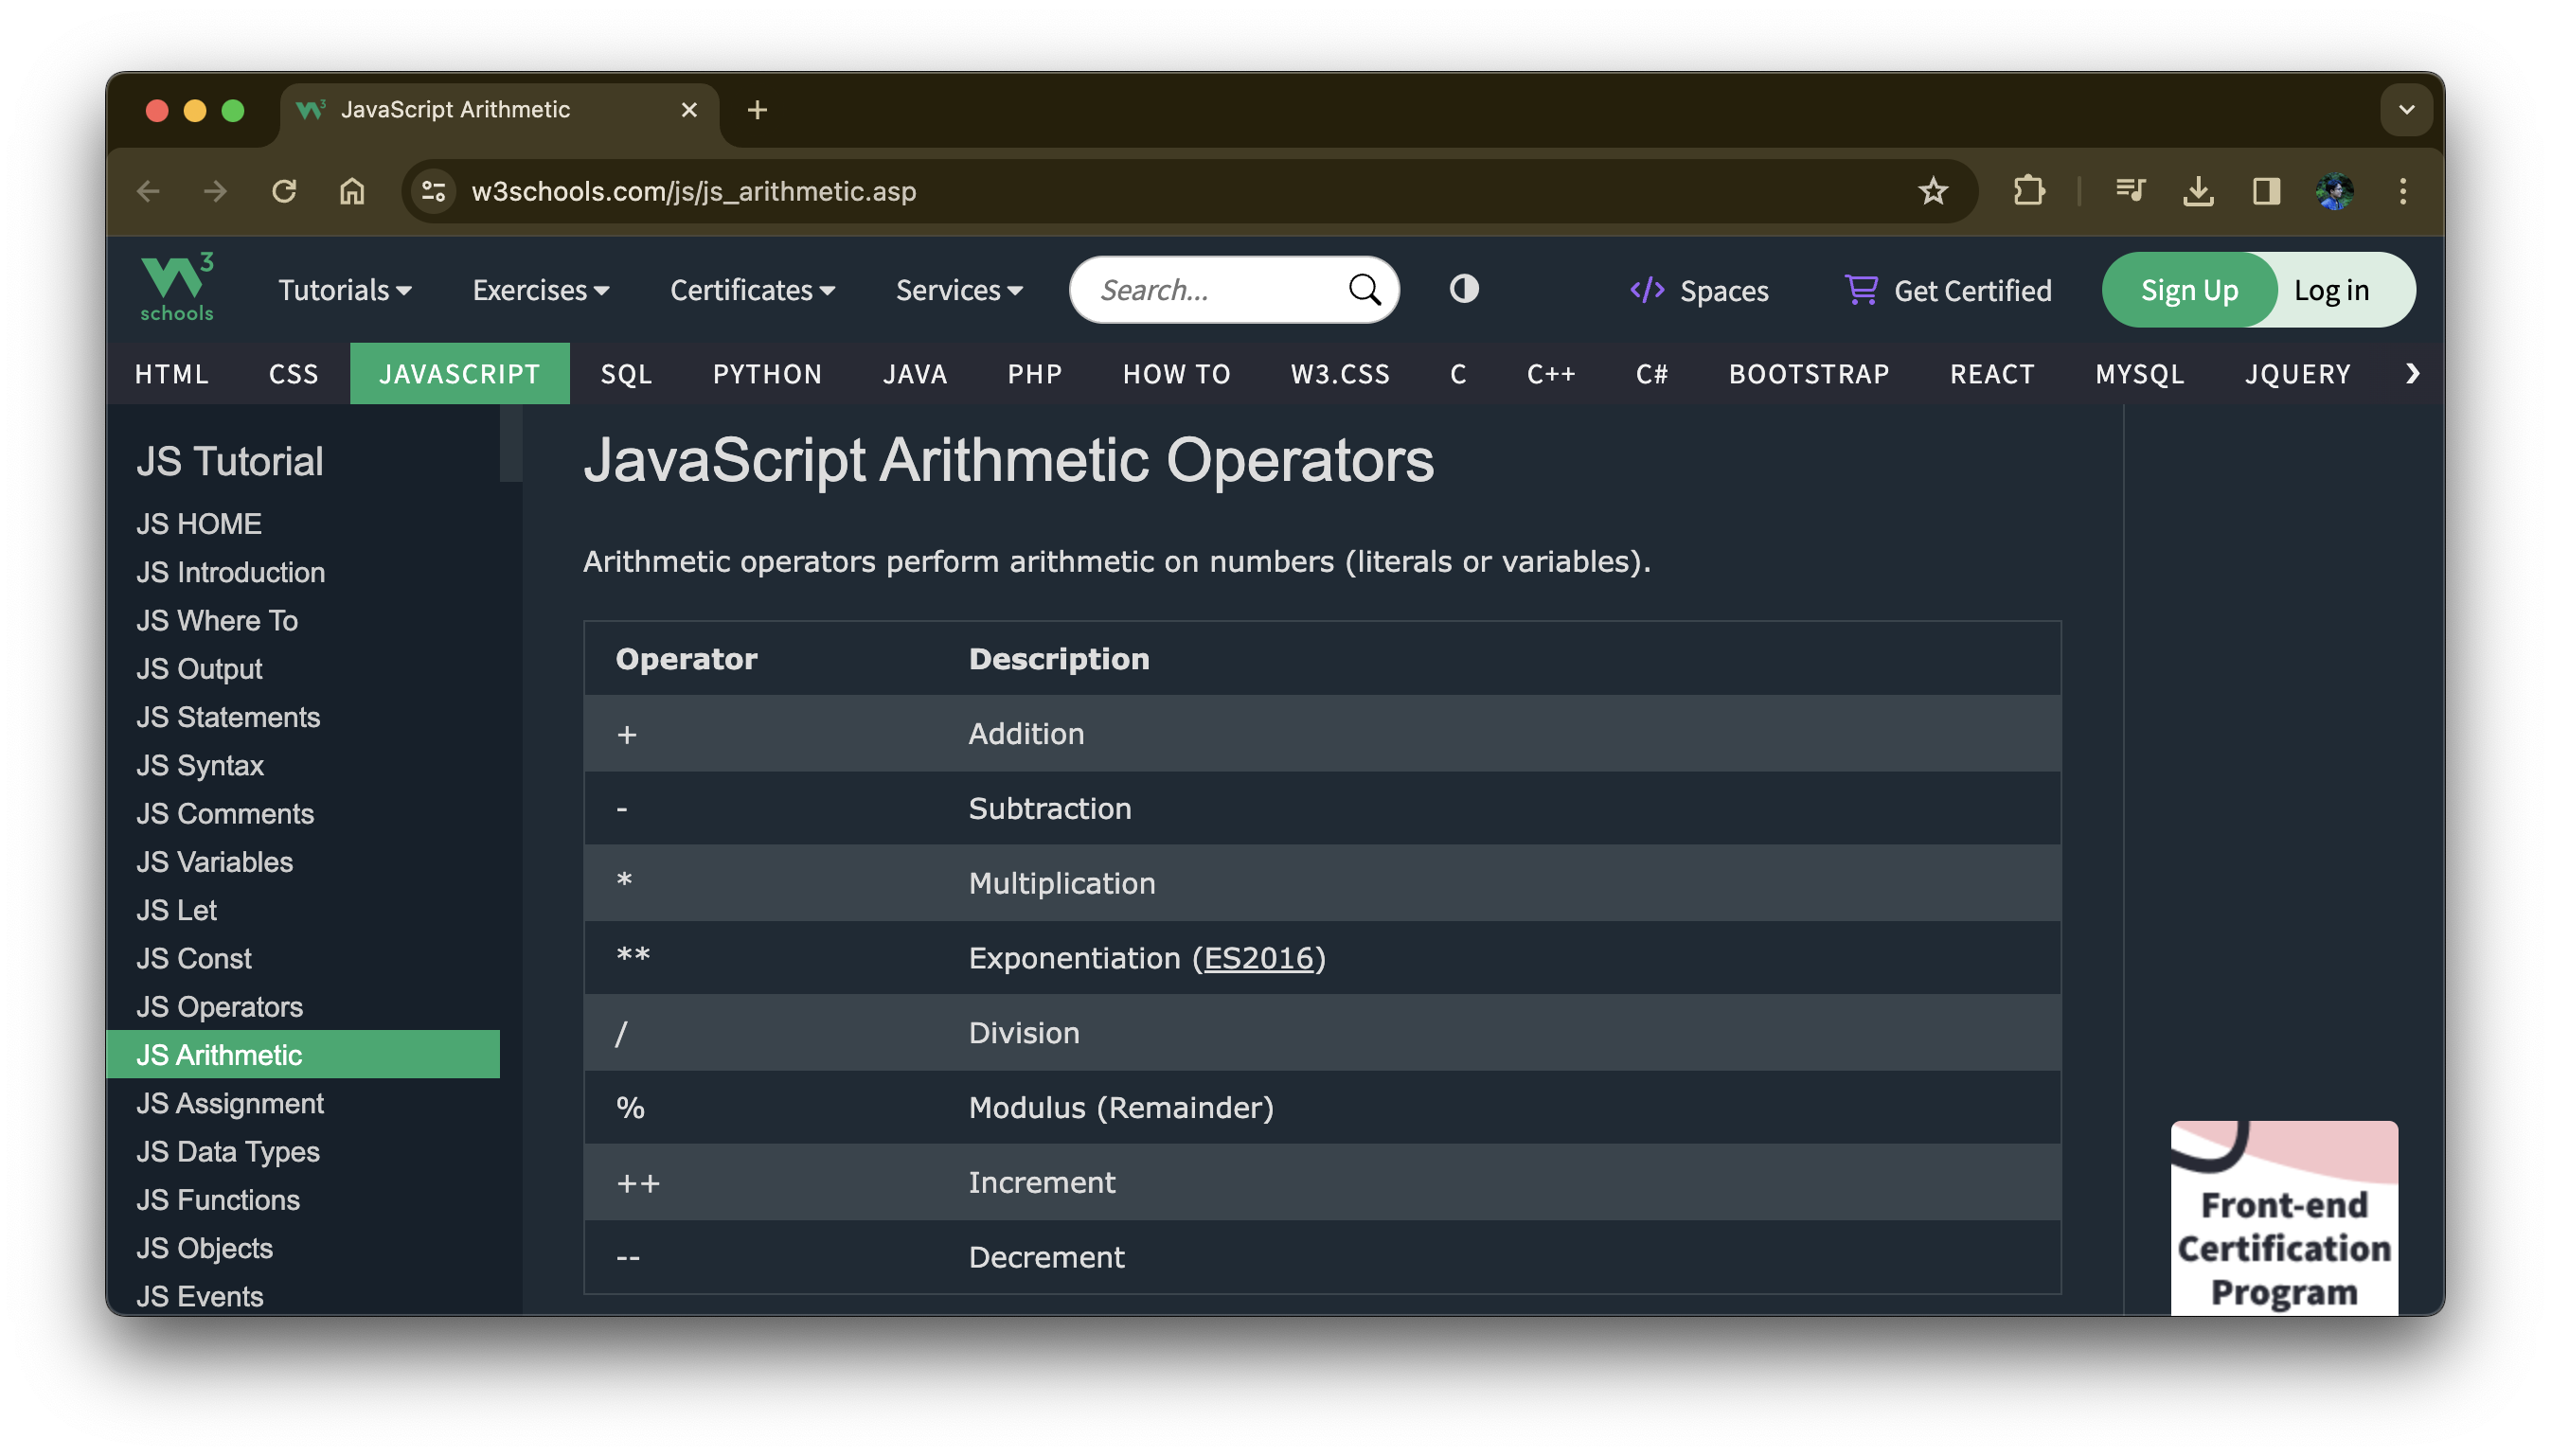 JavaScript Arithmetic
w3schools.com/js/js_arithmetic.asp
W3 schools
Tutorials Exercises Certificates Services Search... Spaces Get Certified Sign Up Log in
HTML CSS JAVASCRIPT SQL PYTHON JAVA PHP HOW TO W3.CSS C C++ C# BOOTSTRAP REACT MYSQL JQUERY
JS Tutorial
JS HOME
JS Introduction
JS Where To
JS Output
JS Statements
JS Syntax
JS Comments
JS Variables
JS Let
JS Const
JS Operators
JS Arithmetic
JS Assignment
JS Data Types
JS Functions
JS Objects
JS Events
JavaScript Arithmetic Operators
Arithmetic operators perform arithmetic on numbers (literals or variables).
Operator Description
+ Addition
- Subtraction
* Multiplication
** Exponentiation (ES2016)
/ Division
% Modulus (Remainder)
++ Increment
-- Decrement
Front-end
Certification
Program